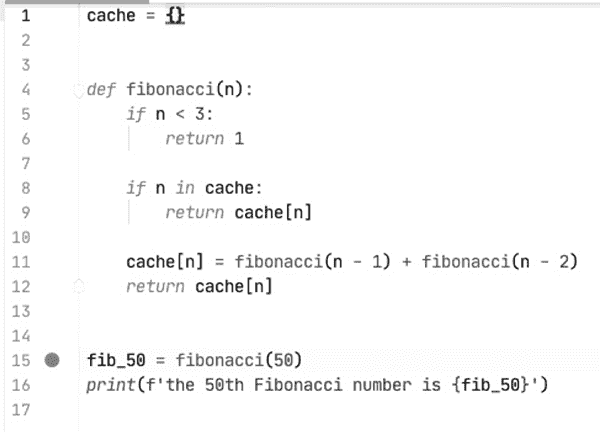 1 cache = {}
2
3
4 def fibonacci(n):
5     if n < 3:
6         return 1
7
8     if n in cache:
9         return cache[n]
10
11     cache[n] = fibonacci(n - 1) + fibonacci(n - 2)
12     return cache[n]
13
14
15 fib_50 = fibonacci(50)
16 print(f'the 50th Fibonacci number is {fib_50}')
17